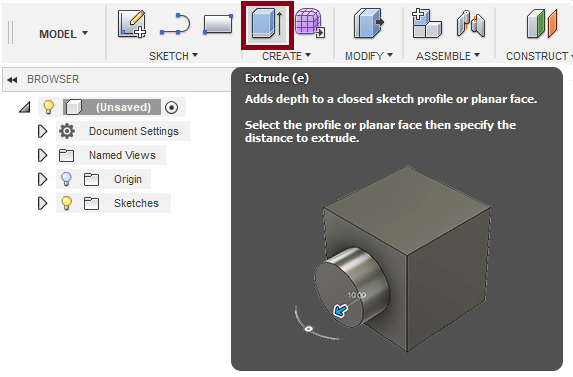 MODEL
SKETCH
CREATE
MODIFY
ASSEMBLE
CONSTRUCT
BROWSER
(Unsaved)
Document Settings
Named Views
Origin
Sketches
Extrude (e)
Adds depth to a closed sketch profile or planar face.
Select the profile or planar face then specify the
distance to extrude.
10.00